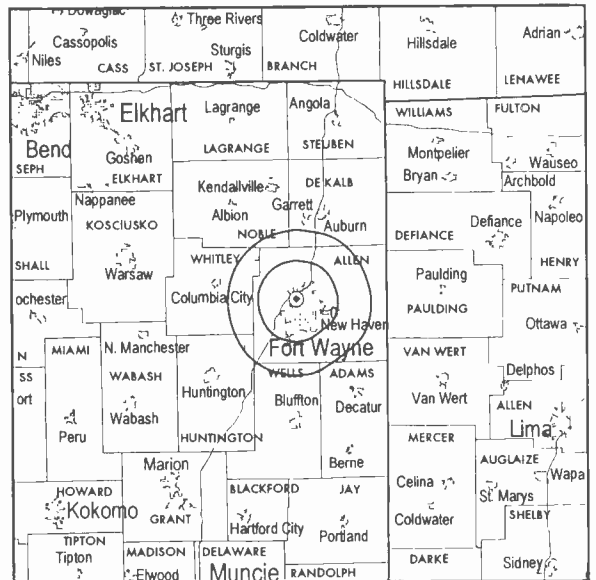 Dowagiac
Three Rivers
Coldwater
Hillsdale
Adrian
Cassopolis
Sturgis
Niles
CASS
ST. JOSEPH
BRANCH
HILLSDALE
LENAWEE
Elkhart
Lagrange
Angola
WILLIAMS
FULTON
Bend
Goshen
LAGRANGE
STEUBEN
Montpelier
Wauseo
SEPH
ELKHART
Kendallville
DE KALB
Bryan
Archbold
Nappanee
Albion
Garrett
Napoleo
Plymouth
KOSCIUSKO
NOBLE
Auburn
DEFIANCE
Defiance
SHALL
Warsaw
WHITLEY
ALLEN
Paulding
HENRY
PUTNAM
ochester
Columbia City
New Haven
PAULDING
Ottawa
N
MIAMI
N. Manchester
Fort Wayne
VAN WERT
SS
WABASH
WELLS
ADAMS
Delphos
ort
Huntington
Bluffton
Decatur
Van Wert
ALLEN
Wabash
Lima
Peru
HUNTINGTON
MERCER
Marion
Berne
AUGLAIZE
Wapa
HOWARD
BLACKFORD
JAY
Celina
St. Marys
Kokomo
GRANT
Hartford City
Portland
Coldwater
SHELBY
TIPTON
Tipton
MADISON
DELAWARE
DARKE
Sidney
Elwood
Muncie
RANDOLPH